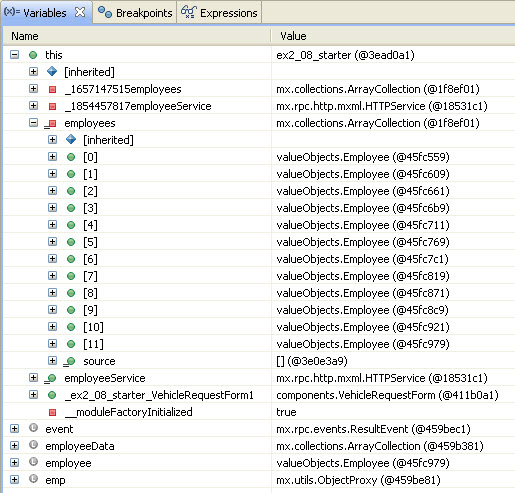 (x)= Variables Breakpoints Expressions
Name Value
this ex2_08_starter (@3ead0a1)
[inherited]
_1657147515employees mx.collections.ArrayCollection (@1f8ef01)
_1854457817employeeService mx.rpc.http.mxml.HTTPService (@18531c1)
employees mx.collections.ArrayCollection (@1f8ef01)
[inherited]
[0] valueObjects.Employee (@45fc559)
[1] valueObjects.Employee (@45fc609)
[2] valueObjects.Employee (@45fc661)
[3] valueObjects.Employee (@45fc6b9)
[4] valueObjects.Employee (@45fc711)
[5] valueObjects.Employee (@45fc769)
[6] valueObjects.Employee (@45fc7c1)
[7] valueObjects.Employee (@45fc819)
[8] valueObjects.Employee (@45fc871)
[9] valueObjects.Employee (@45fc8c9)
[10] valueObjects.Employee (@45fc921)
[11] valueObjects.Employee (@45fc979)
source [] (@3e0e3a9)
employeeService mx.rpc.http.mxml.HTTPService (@18531c1)
_ex2_08_starter_VehicleRequestForm1 components.VehicleRequestForm (@411b0a1)
__moduleFactoryInitialized true
event mx.rpc.events.ResultEvent (@459bec1)
employeeData mx.collections.ArrayCollection (@459b381)
employee valueObjects.Employee (@45fc979)
emp mx.utils.ObjectProxy (@459be81)